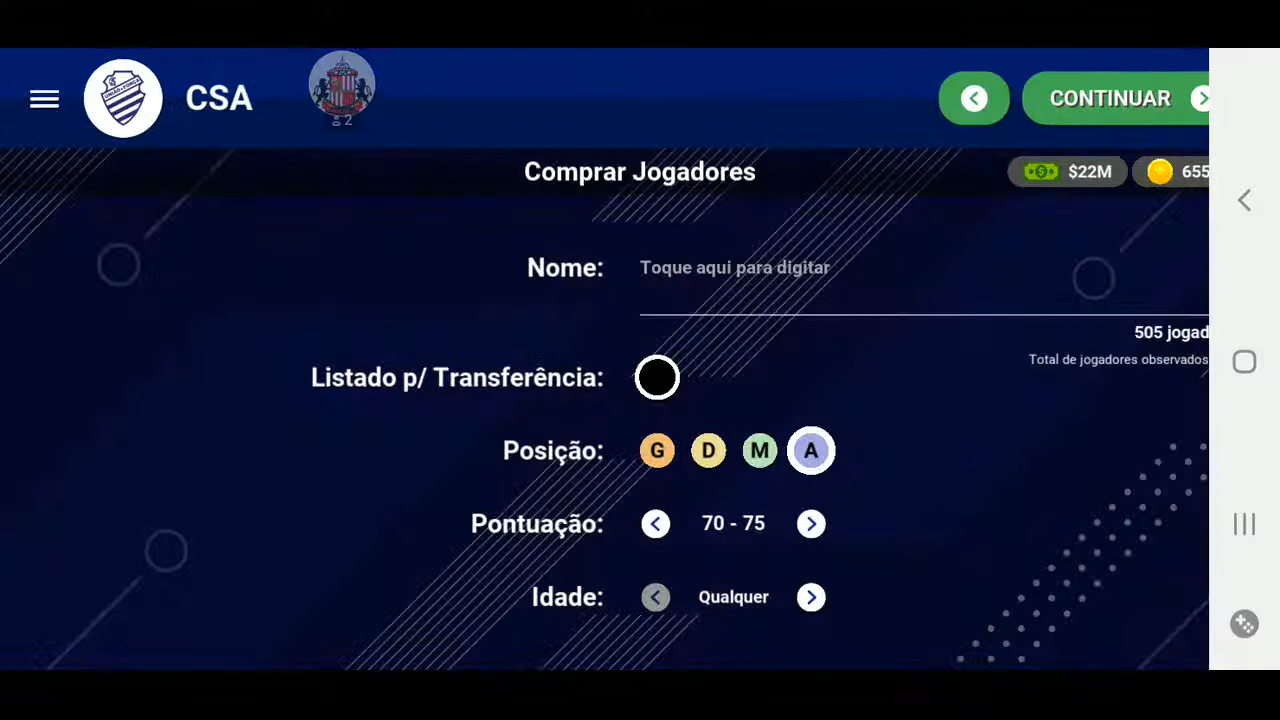 CSA
2
CONTINUAR
Comprar Jogadores
$22M
655
Nome:
Toque aqui para digitar
505 jogad
Total de jogadores observados
Listado p/ Transferência:
Posição:
G D M A
Pontuação:
70 - 75
Idade:
Qualquer